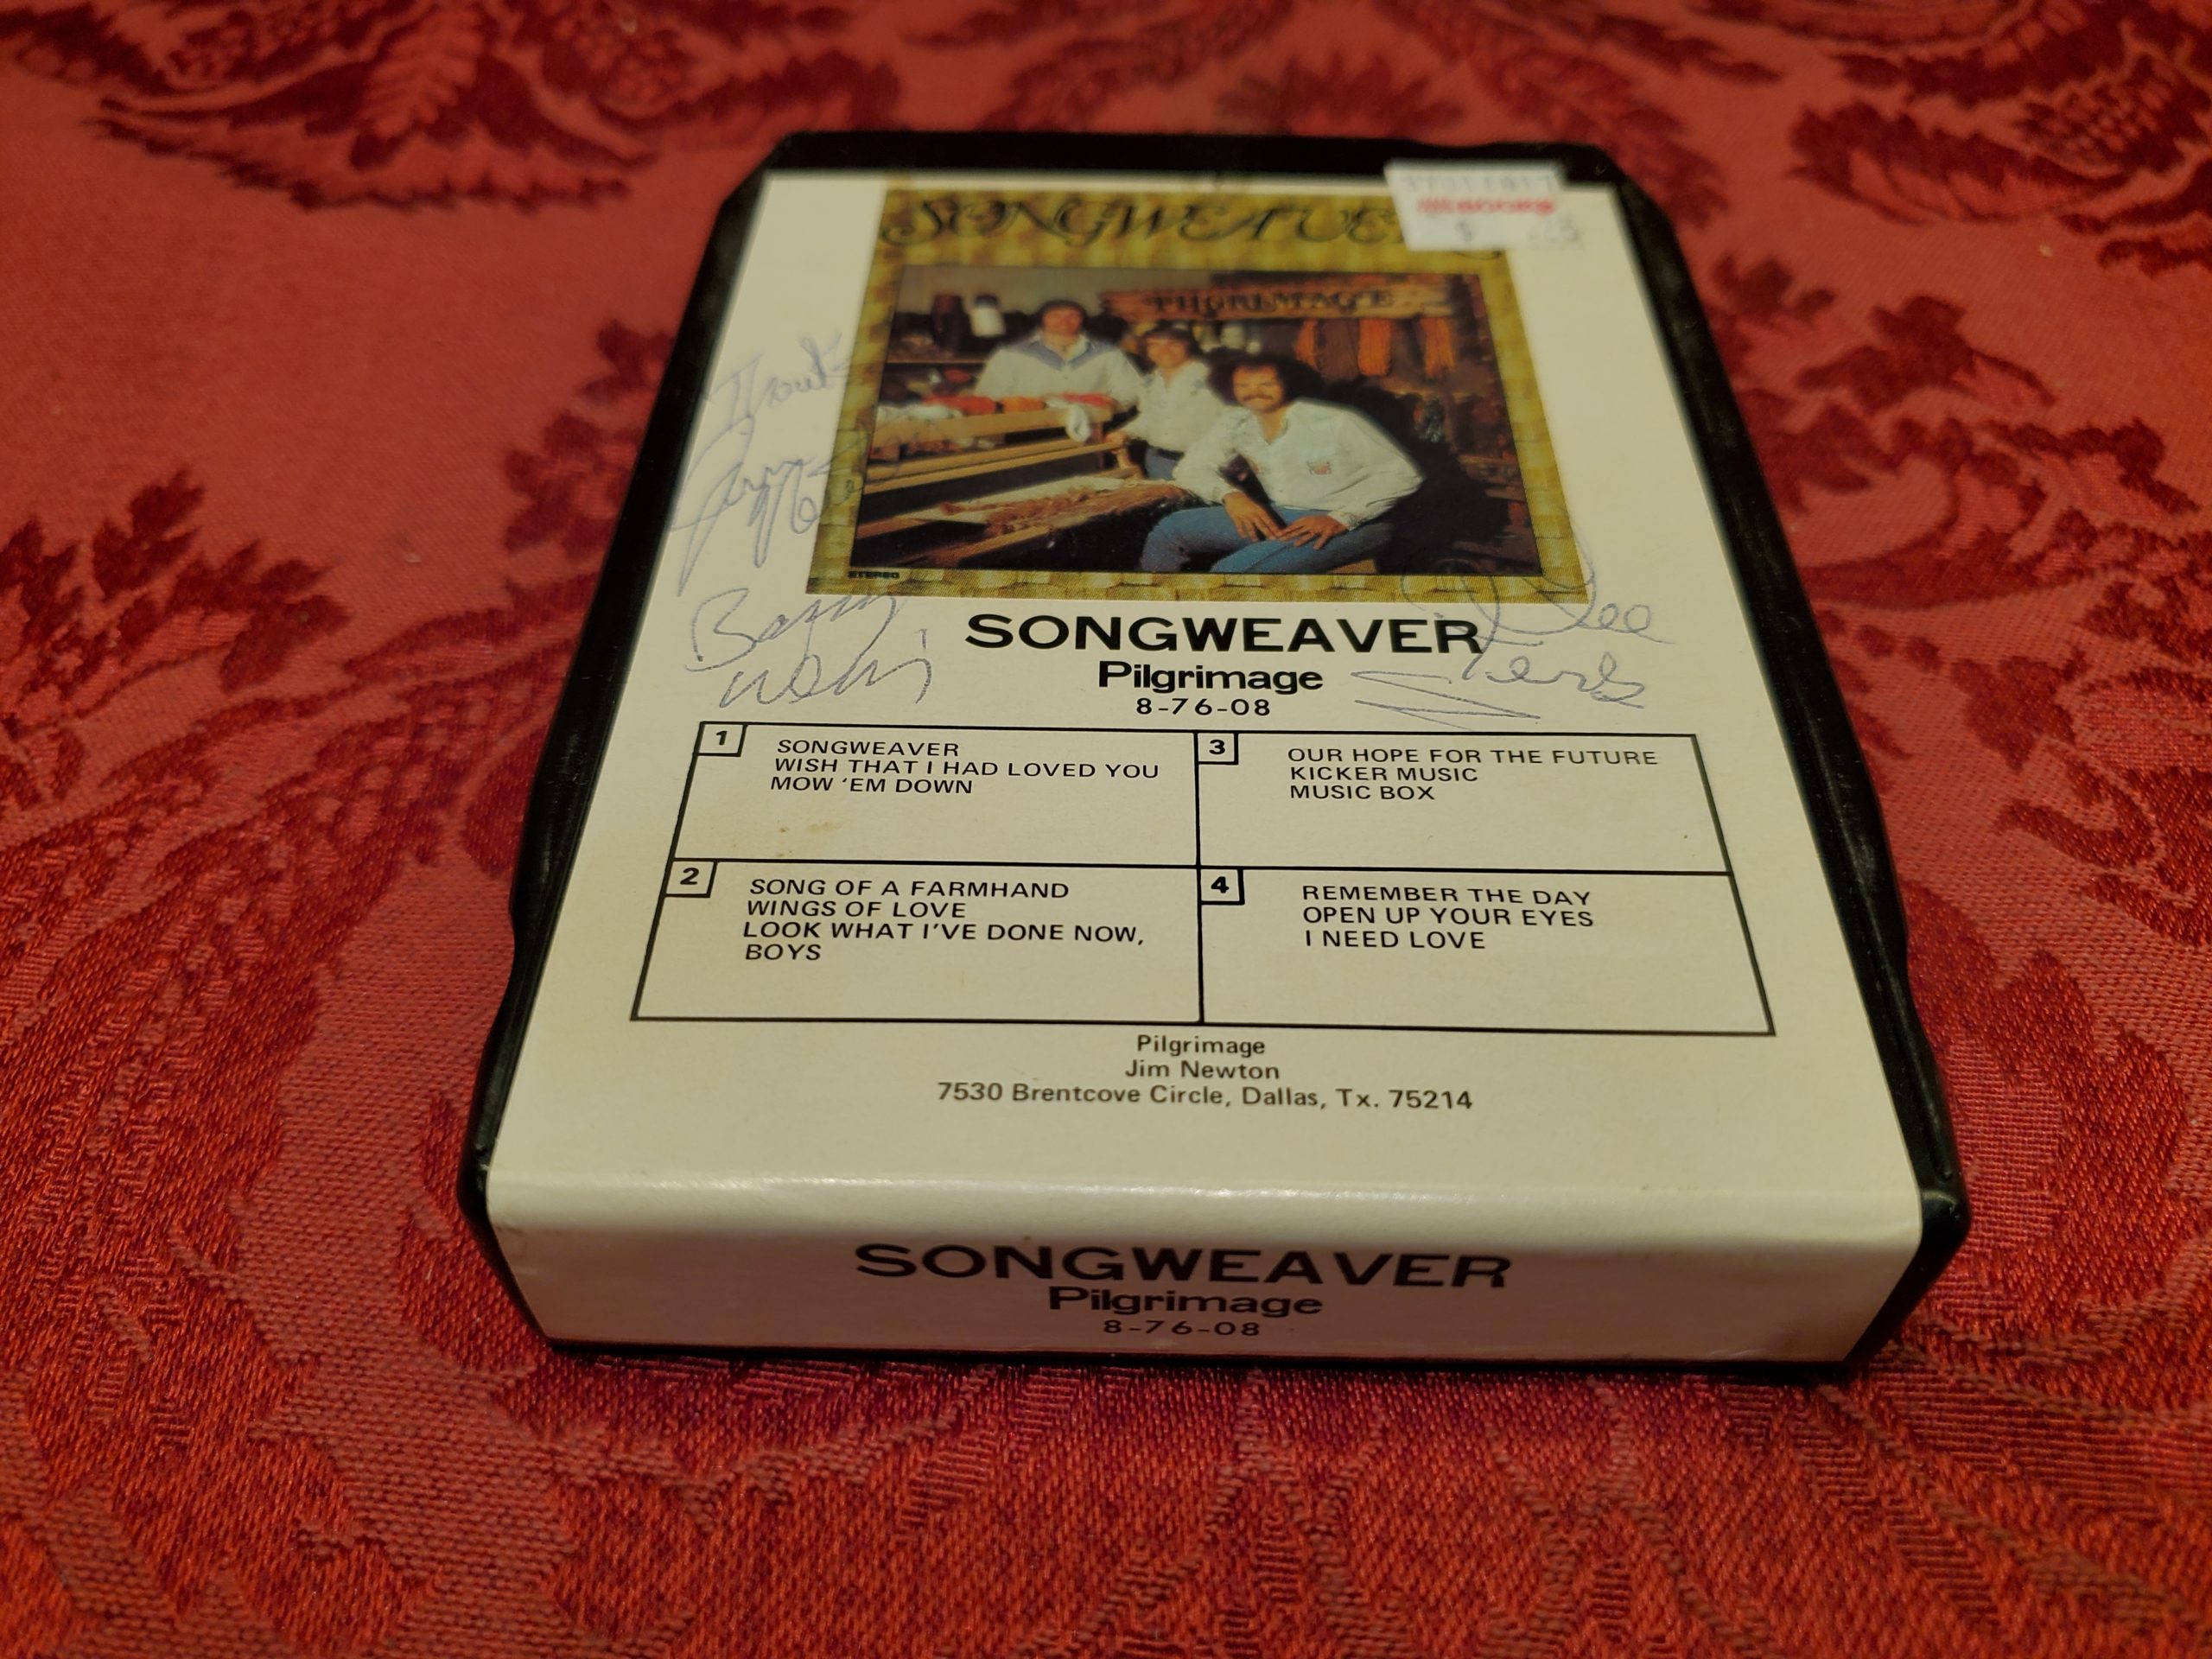 SONGWEAVER
PILGRIMAGE
STEREO
Thanks
Barry
Lee
SONGWEAVER
Pilgrimage
8-76-08
1
SONGWEAVER
WISH THAT I HAD LOVED YOU
MOW ‘EM DOWN
2
SONG OF A FARMHAND
WINGS OF LOVE
LOOK WHAT I’VE DONE NOW,
BOYS
3
OUR HOPE FOR THE FUTURE
KICKER MUSIC
MUSIC BOX
4
REMEMBER THE DAY
OPEN UP YOUR EYES
I NEED LOVE
Pilgrimage
Jim Newton
7530 Brentcove Circle, Dallas, Tx. 75214
SONGWEAVER
Pilgrimage
8-76-08